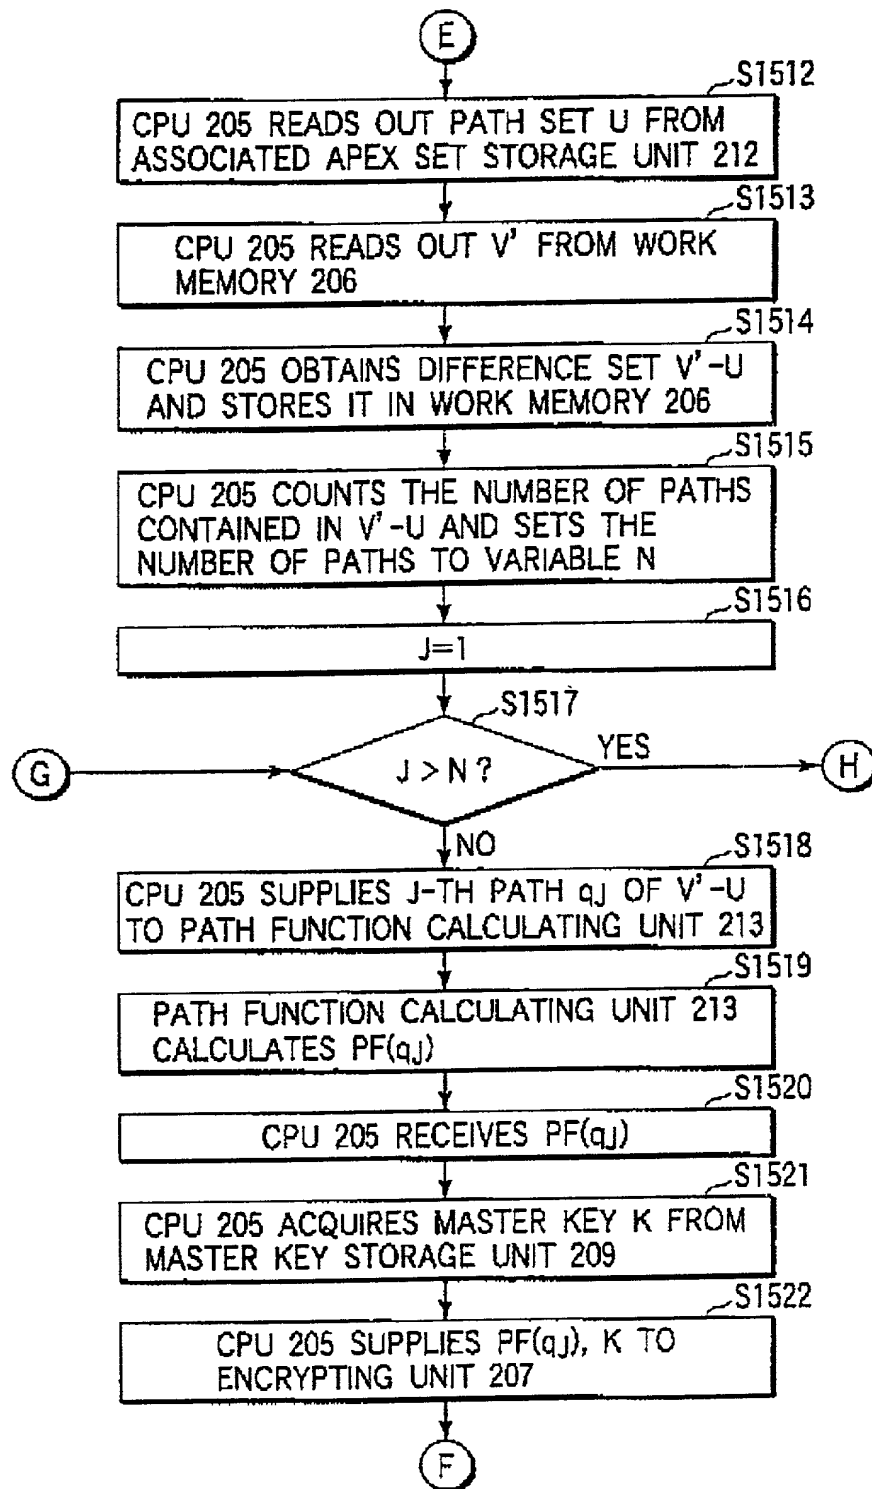 E
S1512
CPU 205 READS OUT PATH SET U FROM
ASSOCIATED APEX SET STORAGE UNIT 212
S1513
CPU 205 READS OUT V' FROM WORK
MEMORY 206
S1514
CPU 205 OBTAINS DIFFERENCE SET V'-U
AND STORES IT IN WORK MEMORY 206
S1515
CPU 205 COUNTS THE NUMBER OF PATHS
CONTAINED IN V'-U AND SETS THE
NUMBER OF PATHS TO VARIABLE N
S1516
J=1
S1517
G
J > N ?
YES
H
NO
S1518
CPU 205 SUPPLIES J-TH PATH qJ OF V'-U
TO PATH FUNCTION CALCULATING UNIT 213
S1519
PATH FUNCTION CALCULATING UNIT 213
CALCULATES PF(qJ)
S1520
CPU 205 RECEIVES PF(qJ)
S1521
CPU 205 ACQUIRES MASTER KEY K FROM
MASTER KEY STORAGE UNIT 209
S1522
CPU 205 SUPPLIES PF(qJ), K TO
ENCRYPTING UNIT 207
F